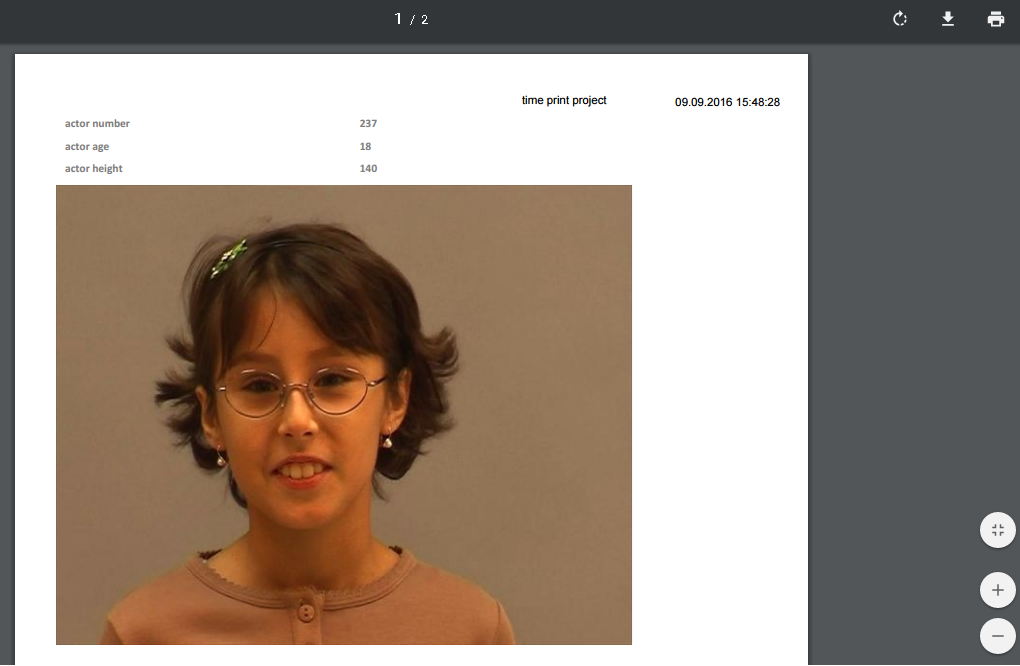 1 / 2
time print project 09.09.2016 15:48:28
actor number 237
actor age 18
actor height 140